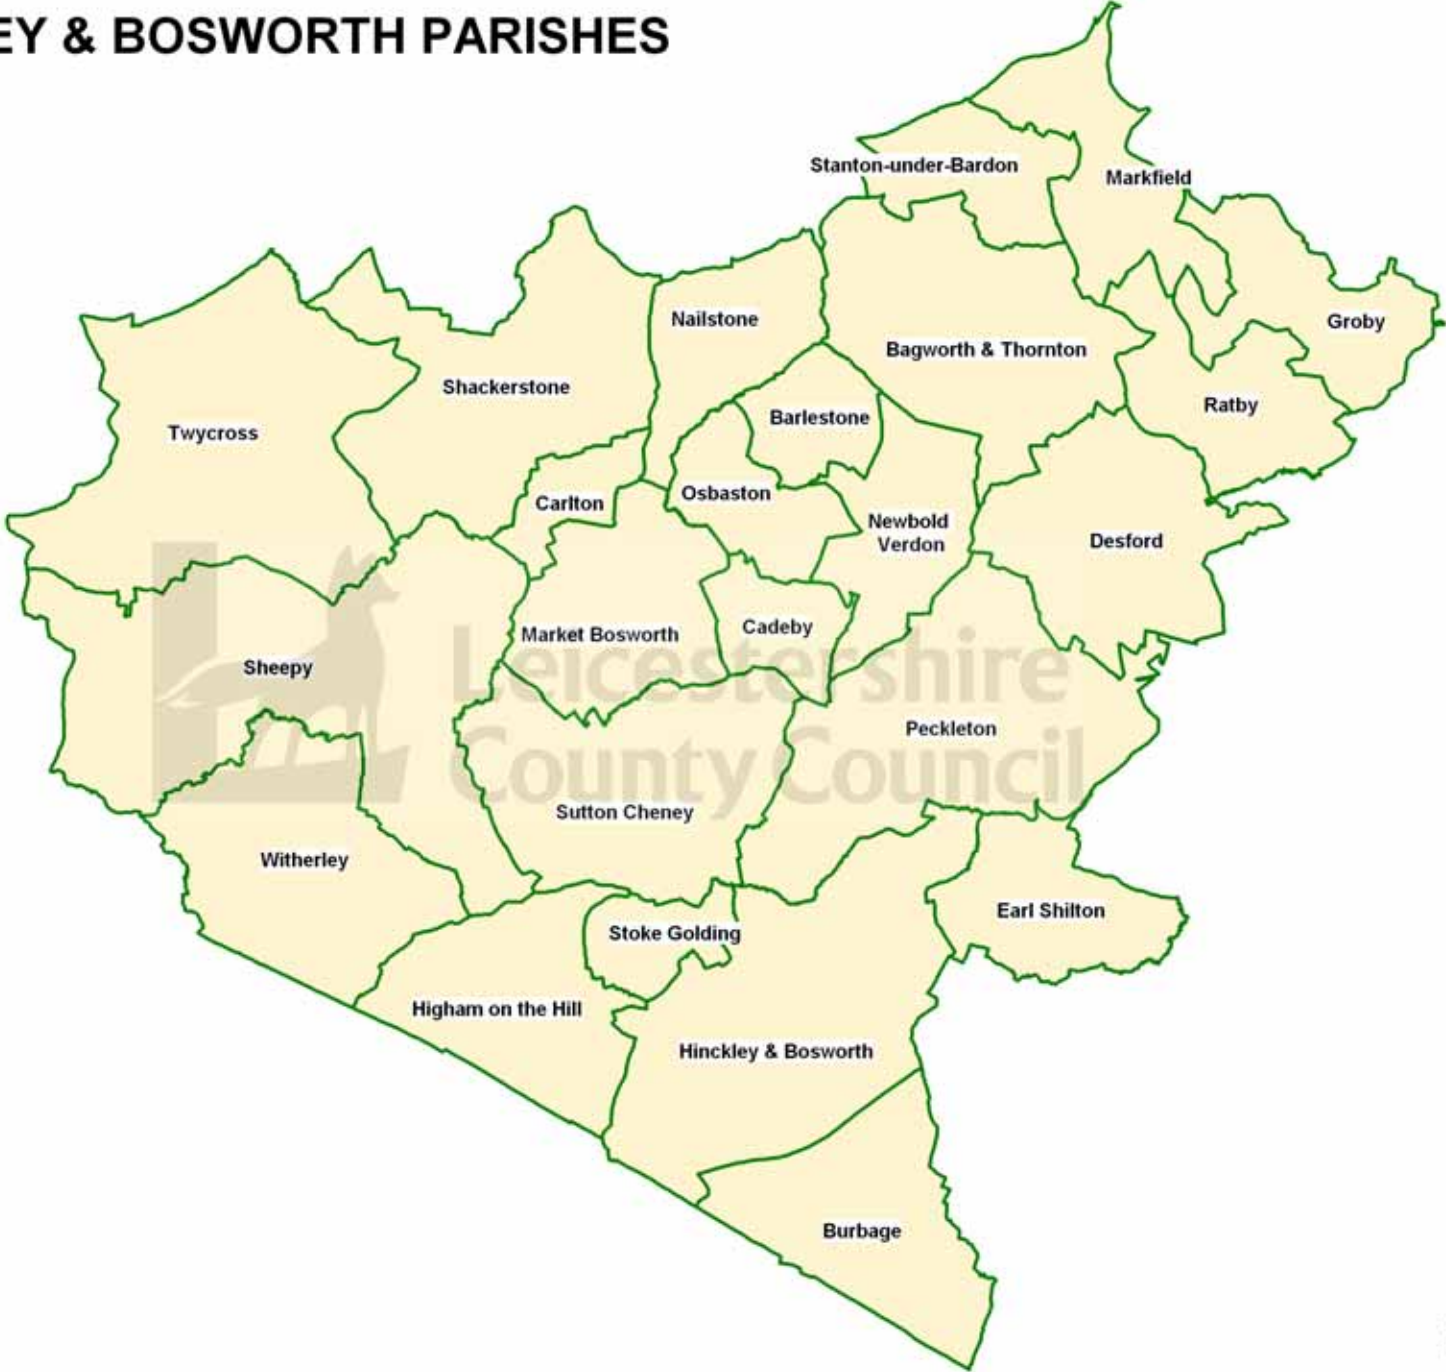 EY & BOSWORTH PARISHES
Stanton-under-Bardon
Markfield
Nailstone
Groby
Bagworth & Thornton
Shackerstone
Ratby
Barlestone
Twycross
Osbaston
Carlton
Newbold
Verdon
Desford
Cadeby
Market Bosworth
Leicestershire
County Council
Sheepy
Peckleton
Sutton Cheney
Witherley
Earl Shilton
Stoke Golding
Higham on the Hill
Hinckley & Bosworth
Burbage